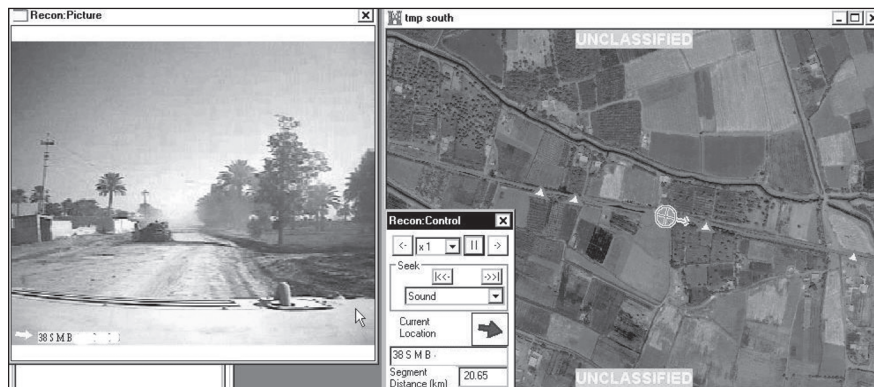 Recon:Picture
38 S M B
tmp south
UNCLASSIFIED
Recon:Control
<- x 1 || ->
Seek
|<<- ->>|
Sound
Current
Location
38 S M B -
Segment
Distance (km) 20.65
UNCLASSIFIED